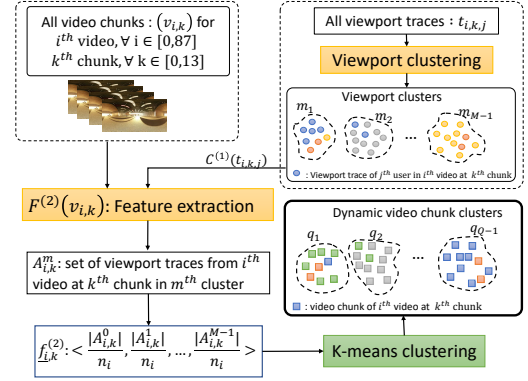 All video chunks : (v_{i,k}) for
i^{th} video, ∀ i ∈ [0,87]
k^{th} chunk, ∀ k ∈ [0,13]
All viewport traces : t_{i,k,j}
Viewport clustering
Viewport clusters
m_1
m_2
...
m_{M-1}
: Viewport trace of j^{th} user in i^{th} video at k^{th} chunk
C^{(1)}(t_{i,k,j})
F^{(2)}(v_{i,k}): Feature extraction
A^m_{i,k}: set of viewport traces from i^{th}
video at k^{th} chunk in m^{th}
cluster
f^{(2)}_{i,k}: < |A^0_{i,k}|/n_i, |A^1_{i,k}|/n_i, ..., |A^{M-1}_{i,k}|/n_i >
Dynamic video chunk clusters
q_1
q_2
...
q_{Q-1}
: video chunk of i^{th} video at k^{th} chunk
K-means clustering